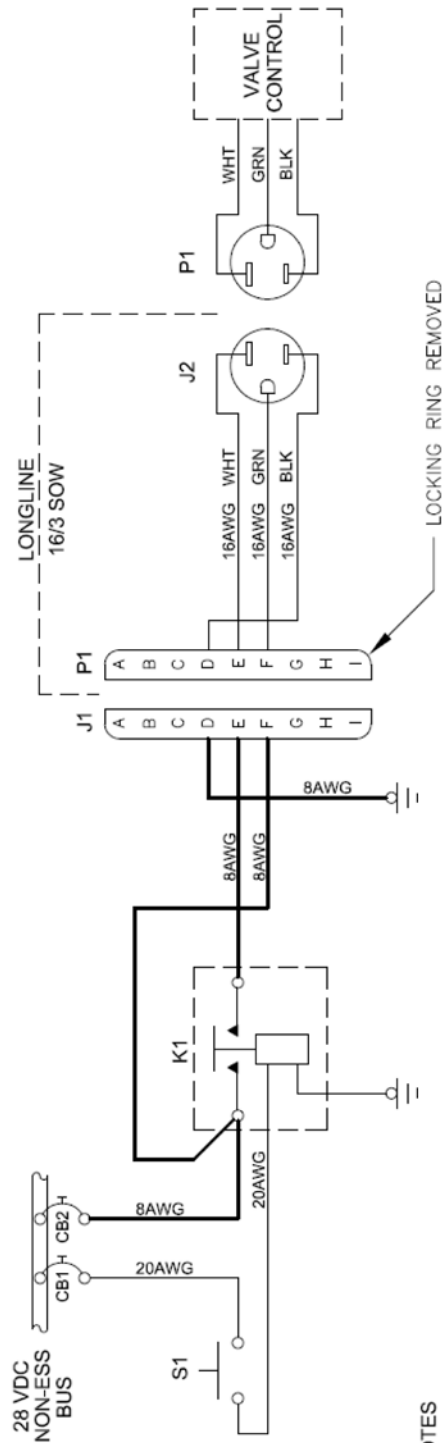 28 VDC
NON-ESS
BUS
CB1
CB2
20AWG
8AWG
S1
20AWG
K1
8AWG
8AWG
8AWG
J1
A
B
C
D
E
F
G
H
I
P1
A
B
C
D
E
F
G
H
I
LONGLINE
16/3 SOW
16AWG WHT
16AWG GRN
16AWG BLK
J2
P1
WHT
GRN
BLK
VALVE
CONTROL
LOCKING RING REMOVED
OTES